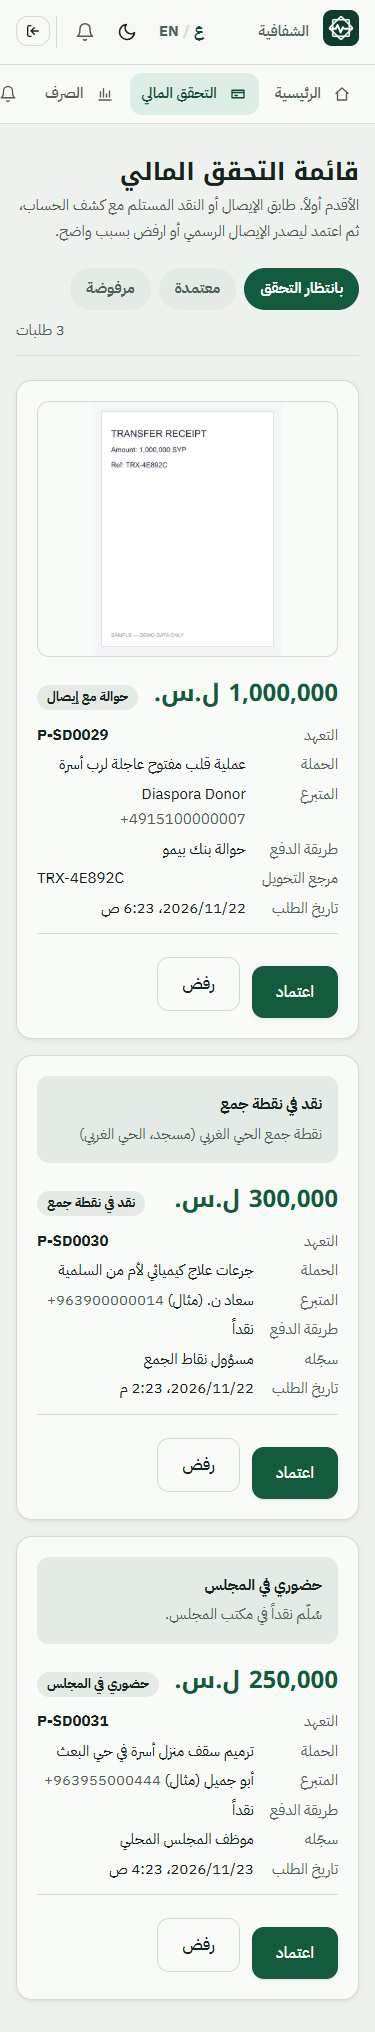 الشفافية
ع / EN
الرئيسية
التحقق المالي
الصرف
قائمة التحقق المالي
الأقدم أولاً. طابق الإيصال أو النقد المستلم مع كشف الحساب،
ثم اعتمد ليصدر الإيصال الرسمي أو ارفض بسبب واضح.
بانتظار التحقق
معتمدة
مرفوضة
3 طلبات
TRANSFER RECEIPT
Amount: 1,000,000 SYP
Ref: TRX-4E892C
SAMPLE — DEMO DATA ONLY
1,000,000 ل.س.
حوالة مع إيصال
التعهد P-SD0029
الحملة عملية قلب مفتوح عاجلة لرب أسرة
المتبرع Diaspora Donor
+4915100000007
طريقة الدفع حوالة بنك بيمو
مرجع التحويل TRX-4E892C
تاريخ الطلب 2026/11/22، 6:23 ص
اعتماد
رفض
نقد في نقطة جمع
نقطة جمع الحي الغربي (مسجد، الحي الغربي)
300,000 ل.س.
نقد في نقطة جمع
التعهد P-SD0030
الحملة جرعات علاج كيميائي لأم من السلمية
المتبرع سعاد ن. (مثال) +963900000014
طريقة الدفع نقداً
سجّله مسؤول نقاط الجمع
تاريخ الطلب 2026/11/22، 2:23 م
اعتماد
رفض
حضوري في المجلس
سُلّم نقداً في مكتب المجلس.
250,000 ل.س.
حضوري في المجلس
التعهد P-SD0031
الحملة ترميم سقف منزل أسرة في حي البعث
المتبرع أبو جميل (مثال) +963955000444
طريقة الدفع نقداً
سجّله موظف المجلس المحلي
تاريخ الطلب 2026/11/23، 4:23 ص
اعتماد
رفض